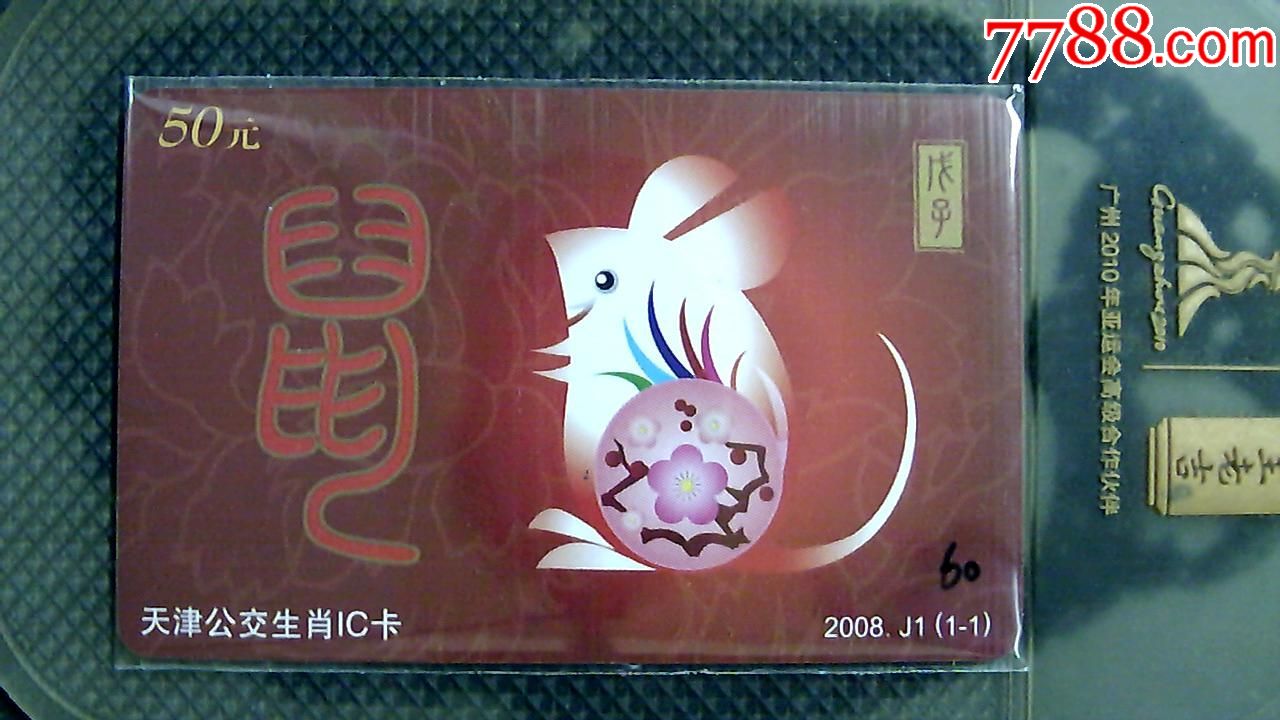 7788.com
50元
戊子
鼠
60
天津公交生肖IC卡
2008. J1 (1-1)
Guangzhou 2010
广州2010年亚运会高级合作伙伴
王老吉